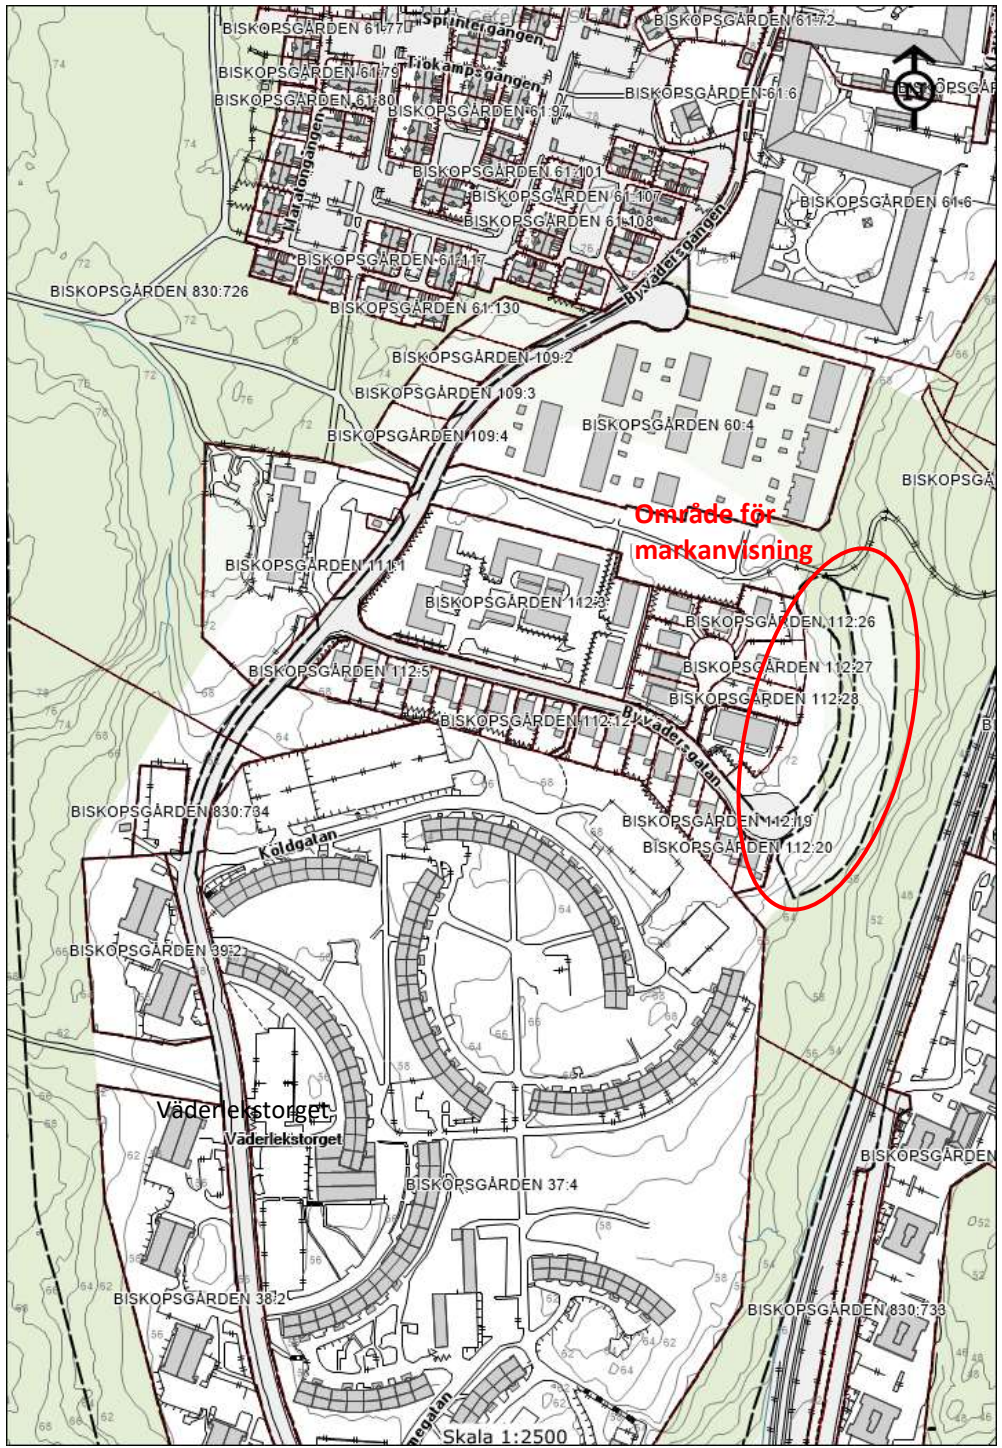 BISKOPSGÅRDEN 61:77
Sprintergången
BISKOPSGÅRDEN 61:72
Tiokampsgången
BISKOPSGÅRDEN 61:79
BISKOPSGÅRDEN 61:80
BISKOPSGÅRDEN 61:97
BISKOPSGÅRDEN 61:6
N
Maratongången
BISKOPSGÅRDEN 61:101
BISKOPSGÅRDEN 61:107
BISKOPSGÅRDEN 61:108
BISKOPSGÅRDEN 61:6
BISKOPSGÅRDEN 61:117
Byvädersgången
BISKOPSGÅRDEN 830:726
BISKOPSGÅRDEN 61:130
BISKOPSGÅRDEN 109:2
BISKOPSGÅRDEN 109:3
BISKOPSGÅRDEN 109:4
BISKOPSGÅRDEN 60:4
BISKOPSGÅ
Område för
markanvisning
BISKOPSGÅRDEN 111:1
BISKOPSGÅRDEN 112:3
BISKOPSGÅRDEN 112:26
BISKOPSGÅRDEN 112:27
BISKOPSGÅRDEN 112:5
BISKOPSGÅRDEN 112:28
BISKOPSGÅRDEN 112:12
Byvädersgatan
BISKOPSGÅRDEN 830:734
BISKOPSGÅRDEN 112:19
BISKOPSGÅRDEN 112:20
Köldgatan
BISKOPSGÅRDEN 39:2
Väderlekstorget
Väderlekstorget
BISKOPSGÅRDEN
BISKOPSGÅRDEN 37:4
BISKOPSGÅRDEN 38:2
BISKOPSGÅRDEN 830:733
megatan
Skala 1:2500